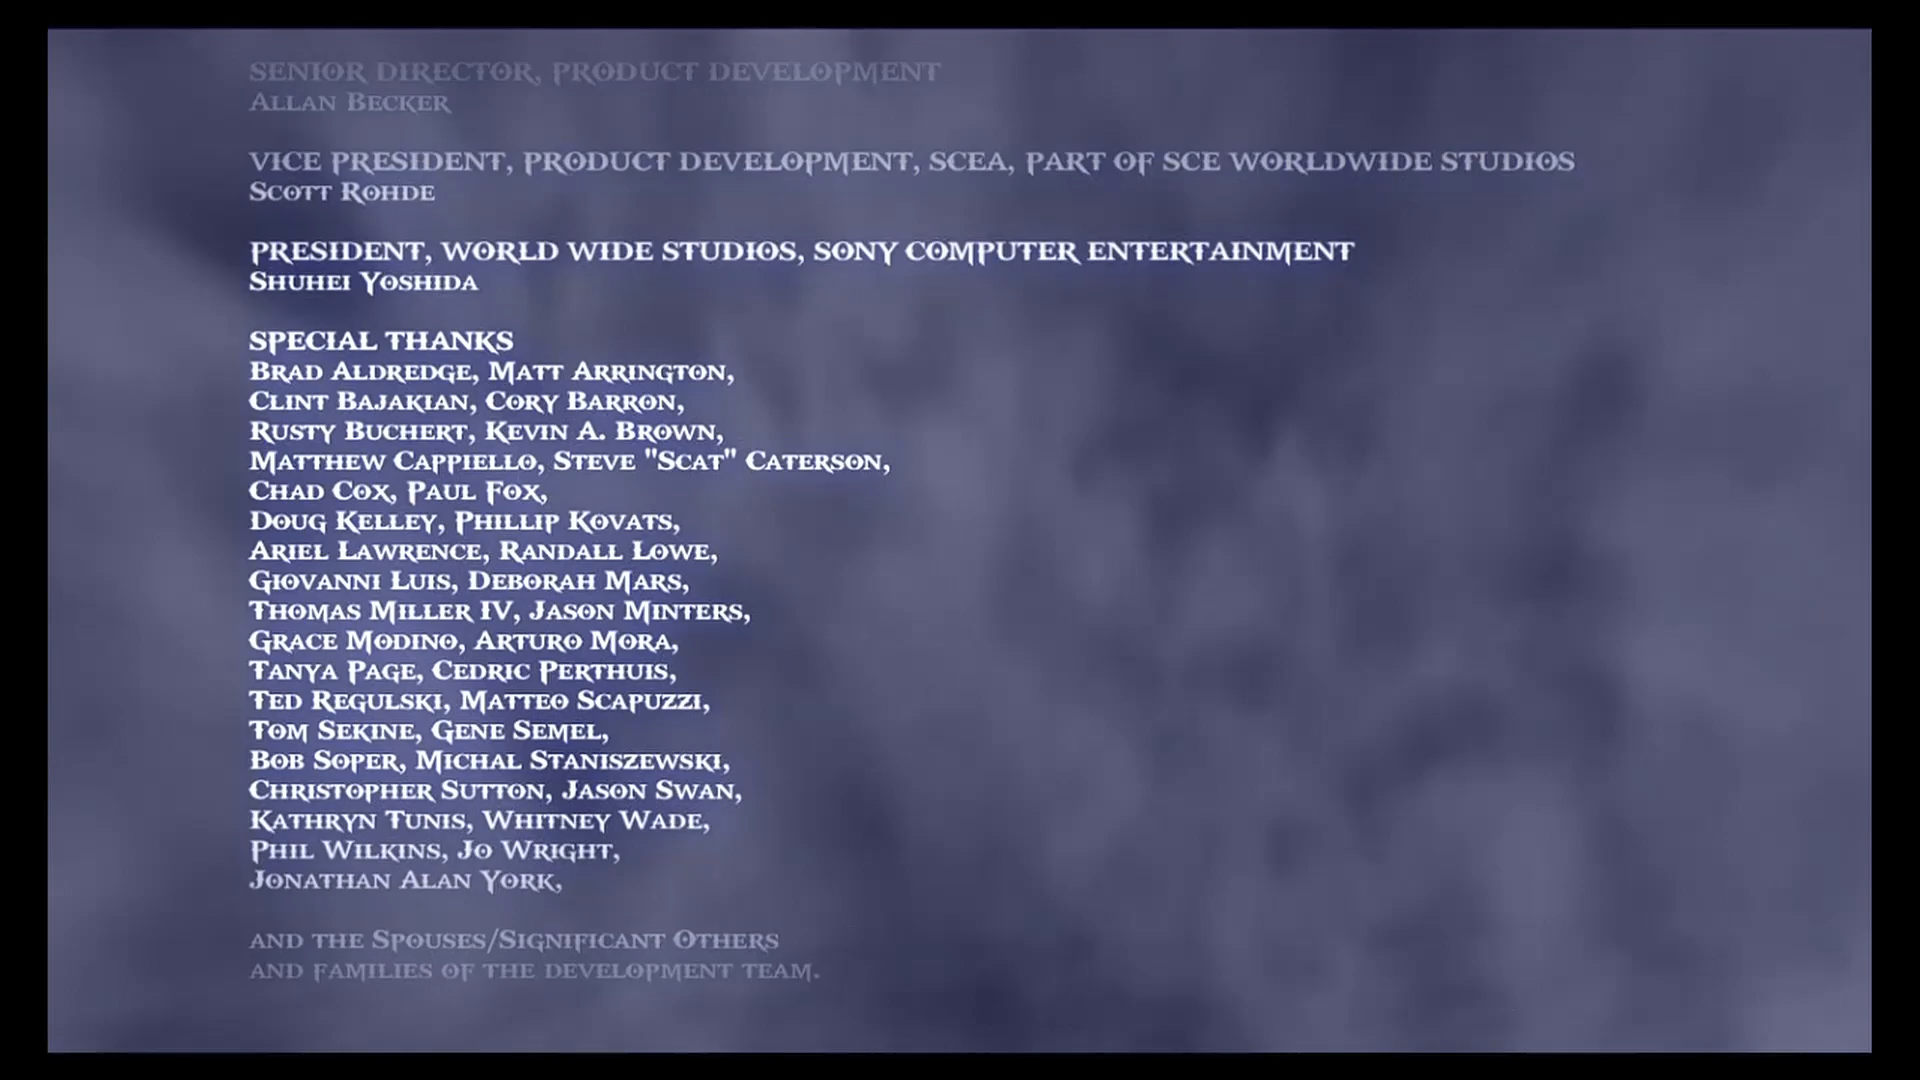 SENIOR DIRECTOR, PRODUCT DEVELOPMENT
ALLAN BECKER
VICE PRESIDENT, PRODUCT DEVELOPMENT, SCEA, PART OF SCE WORLDWIDE STUDIOS
SCOTT ROHDE
PRESIDENT, WORLD WIDE STUDIOS, SONY COMPUTER ENTERTAINMENT
SHUHEI YOSHIDA
SPECIAL THANKS
BRAD ALDREDGE, MATT ARRINGTON,
CLINT BAJAKIAN, CORY BARRON,
RUSTY BUCHERT, KEVIN A. BROWN,
MATTHEW CAPPIELLO, STEVE "SCAT" CATERSON,
CHAD COX, PAUL FOX,
DOUG KELLEY, PHILLIP KOVATS,
ARIEL LAWRENCE, RANDALL LOWE,
GIOVANNI LUIS, DEBORAH MARS,
THOMAS MILLER IV, JASON MINTERS,
GRACE MODINO, ARTURO MORA,
TANYA PAGE, CEDRIC PERTHUIS,
TED REGULSKI, MATTEO SCAPUZZI,
TOM SEKINE, GENE SEMEL,
BOB SOPER, MICHAL STANISZEWSKI,
CHRISTOPHER SUTTON, JASON SWAN,
KATHRYN TUNIS, WHITNEY WADE,
PHIL WILKINS, JO WRIGHT,
JONATHAN ALAN YORK,
AND THE SPOUSES/SIGNIFICANT OTHERS
AND FAMILIES OF THE DEVELOPMENT TEAM.